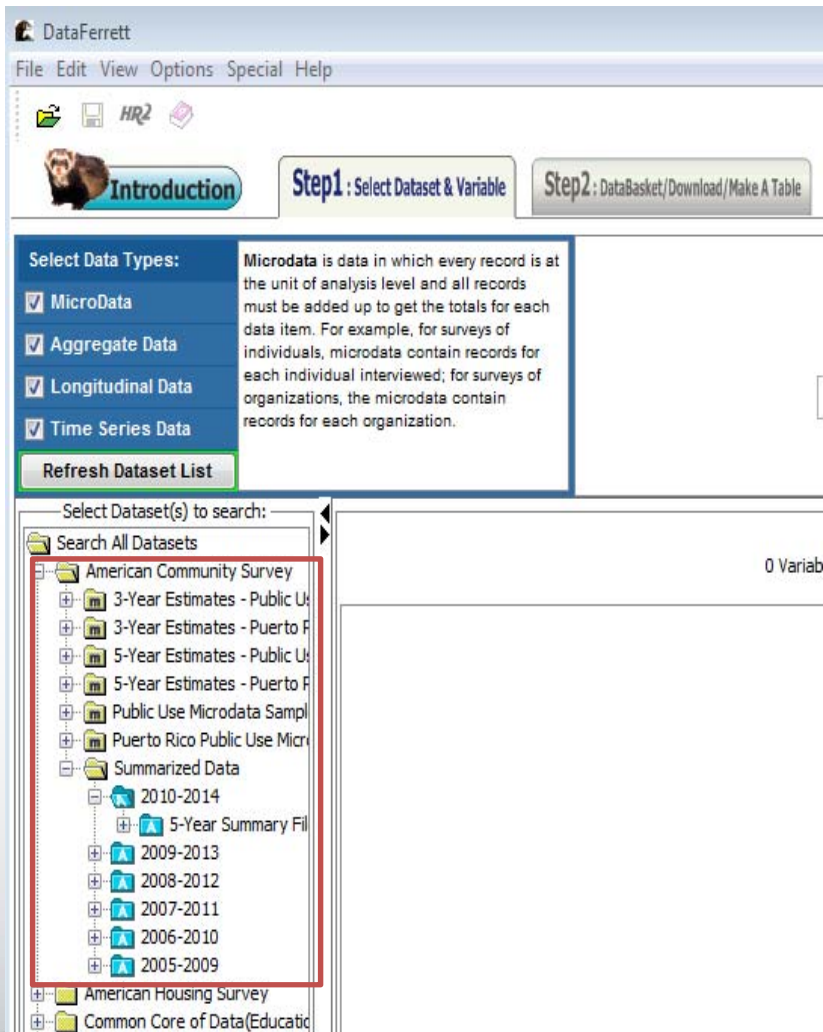 DataFerrett
File Edit View Options Special Help
HR2
Introduction
Step1 : Select Dataset & Variable
Step2 : DataBasket/Download/Make A Table
Select Data Types:
MicroData
Aggregate Data
Longitudinal Data
Time Series Data
Refresh Dataset List
Microdata is data in which every record is at
the unit of analysis level and all records
must be added up to get the totals for each
data item. For example, for surveys of
individuals, microdata contain records for
each individual interviewed; for surveys of
organizations, the microdata contain
records for each organization.
Select Dataset(s) to search:
Search All Datasets
American Community Survey
m 3-Year Estimates - Public U
m 3-Year Estimates - Puerto
m 5-Year Estimates - Public U
m 5-Year Estimates - Puerto
m Public Use Microdata Sampl
m Puerto Rico Public Use Micr
Summarized Data
2010-2014
A 5-Year Summary Fil
A 2009-2013
A 2008-2012
A 2007-2011
A 2006-2010
A 2005-2009
American Housing Survey
Common Core of Data(Educatio
0 Variab